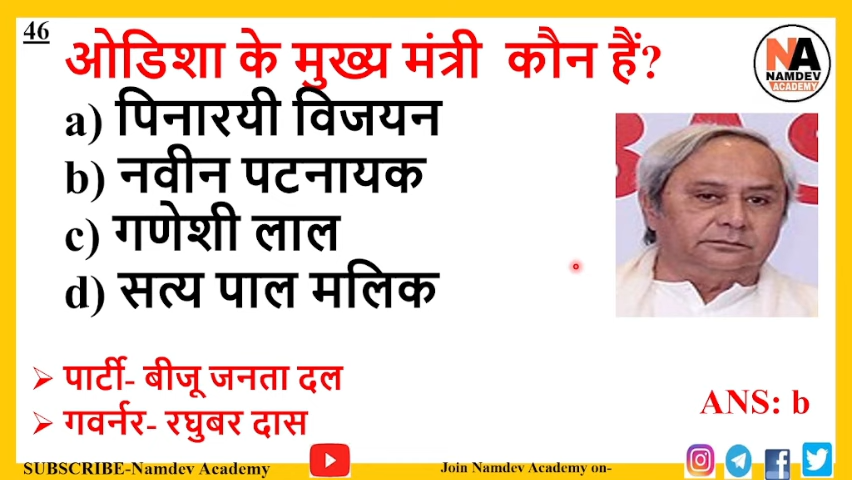 46
ओडिशा के मुख्य मंत्री कौन हैं?
NA
NAMDEV
ACADEMY
a) पिनारयी विजयन
b) नवीन पटनायक
c) गणेशी लाल
d) सत्य पाल मलिक
➢ पार्टी- बीजू जनता दल
➢ गवर्नर- रघुबर दास
ANS: b
SUBSCRIBE-Namdev Academy
Join Namdev Academy on-